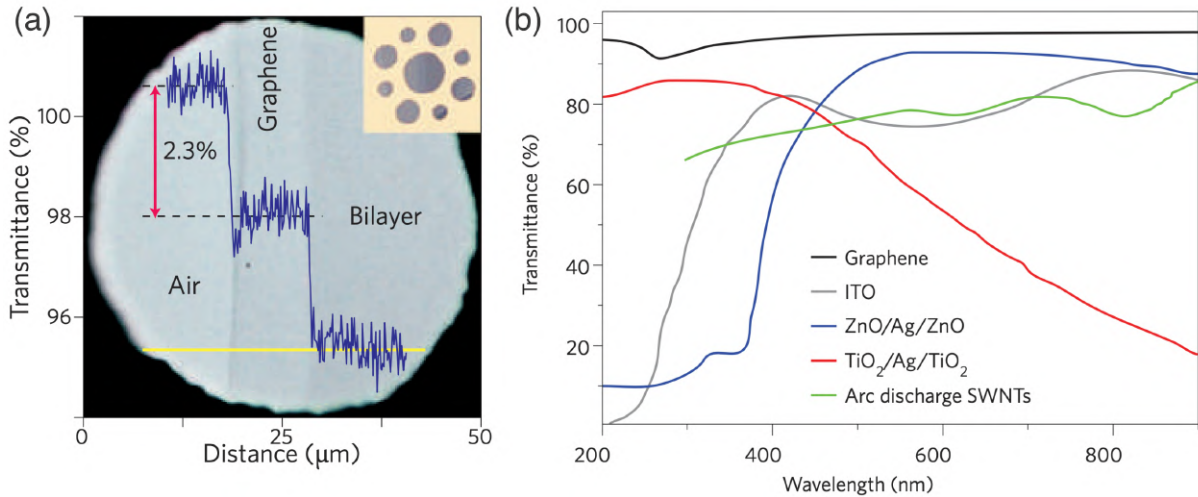 (a)
Transmittance (%)
100
98
96
2.3%
Graphene
Air
Bilayer
0
25
50
Distance (μm)
(b)
Transmittance (%)
100
80
60
40
20
Graphene
ITO
ZnO/Ag/ZnO
TiO₂/Ag/TiO₂
Arc discharge SWNTs
200
400
600
800
Wavelength (nm)